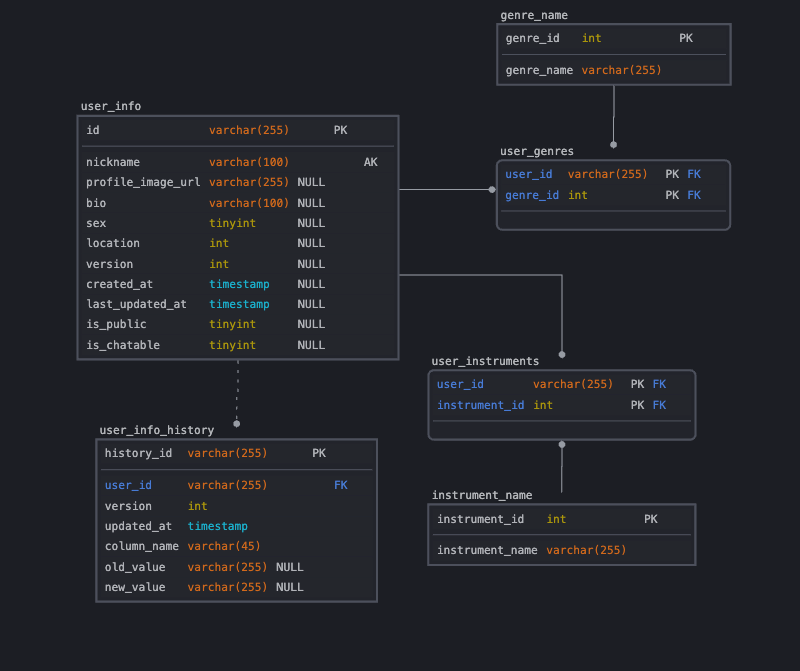 genre_name
genre_id int PK
genre_name varchar(255)
user_info
id varchar(255) PK
nickname varchar(100) AK
profile_image_url varchar(255) NULL
bio varchar(100) NULL
sex tinyint NULL
location int NULL
version int NULL
created_at timestamp NULL
last_updated_at timestamp NULL
is_public tinyint NULL
is_chatable tinyint NULL
user_genres
user_id varchar(255) PK FK
genre_id int PK FK
user_instruments
user_id varchar(255) PK FK
instrument_id int PK FK
user_info_history
history_id varchar(255) PK
user_id varchar(255) FK
version int
updated_at timestamp
column_name varchar(45)
old_value varchar(255) NULL
new_value varchar(255) NULL
instrument_name
instrument_id int PK
instrument_name varchar(255)